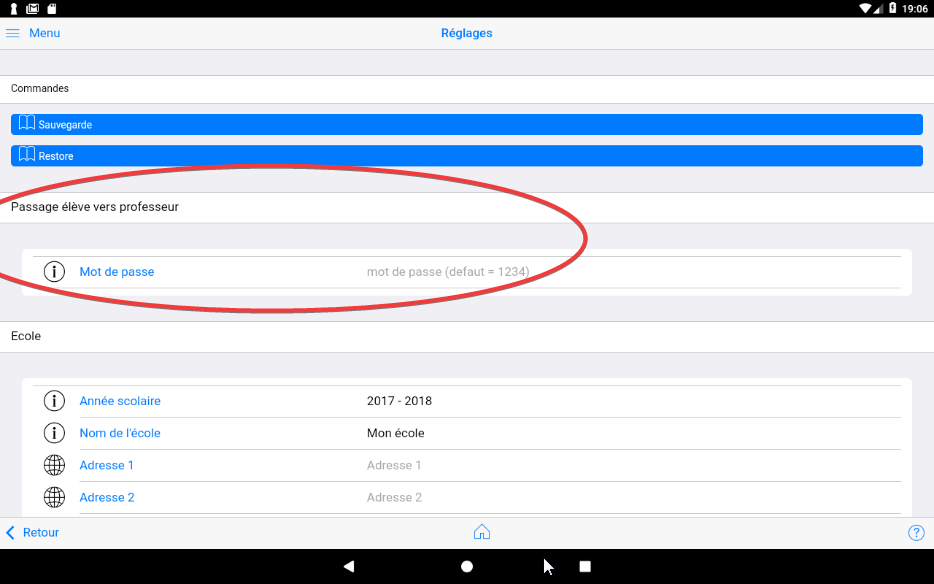 19:06
Menu
Réglages
Commandes
Sauvegarde
Restore
Passage élève vers professeur
Mot de passe mot de passe (defaut = 1234)
Ecole
Année scolaire 2017 - 2018
Nom de l'école Mon école
Adresse 1 Adresse 1
Adresse 2 Adresse 2
Retour